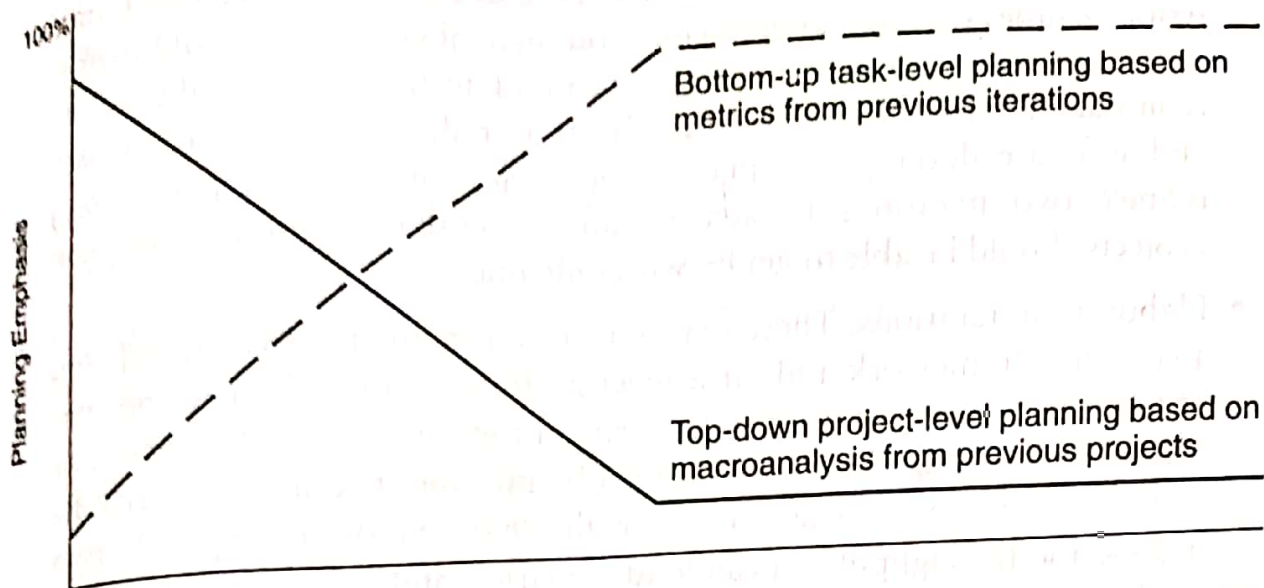 100%
Bottom-up task-level planning based on
metrics from previous iterations
Planning Emphasis
Top-down project-level planning based on
macroanalysis from previous projects